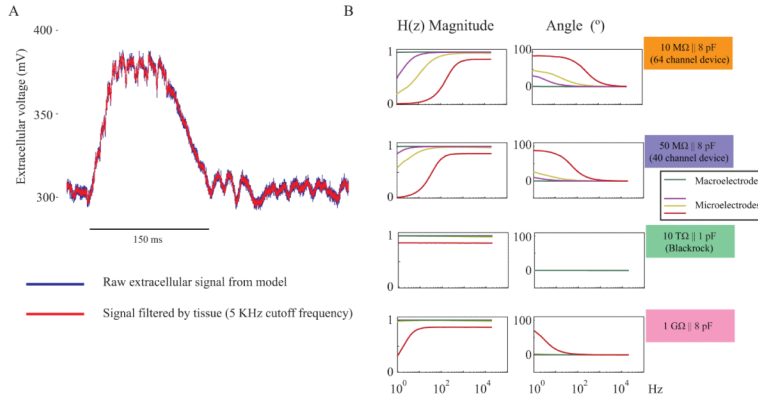 A
B
H(z) Magnitude
Angle (º)
Extracellular voltage (mV)
400
350
300
150 ms
Raw extracellular signal from model
Signal filtered by tissue (5 KHz cutoff frequency)
1
0
100
0
10 MΩ || 8 pF
(64 channel device)
1
0
100
0
50 MΩ || 8 pF
(40 channel device)
Macroelectrode
Microelectrodes
1
0
100
0
10 TΩ || 1 pF
(Blackrock)
1
0
100
0
1 GΩ || 8 pF
10⁰ 10² 10⁴ 10⁰ 10² 10⁴ Hz